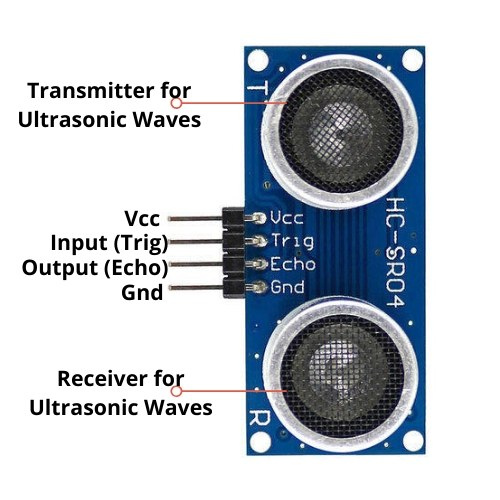 Transmitter for
Ultrasonic Waves
T
Vcc
Input (Trig)
Output (Echo)
Gnd
Vcc
Trig
Echo
Gnd
HC-SR04
Receiver for
Ultrasonic Waves
R